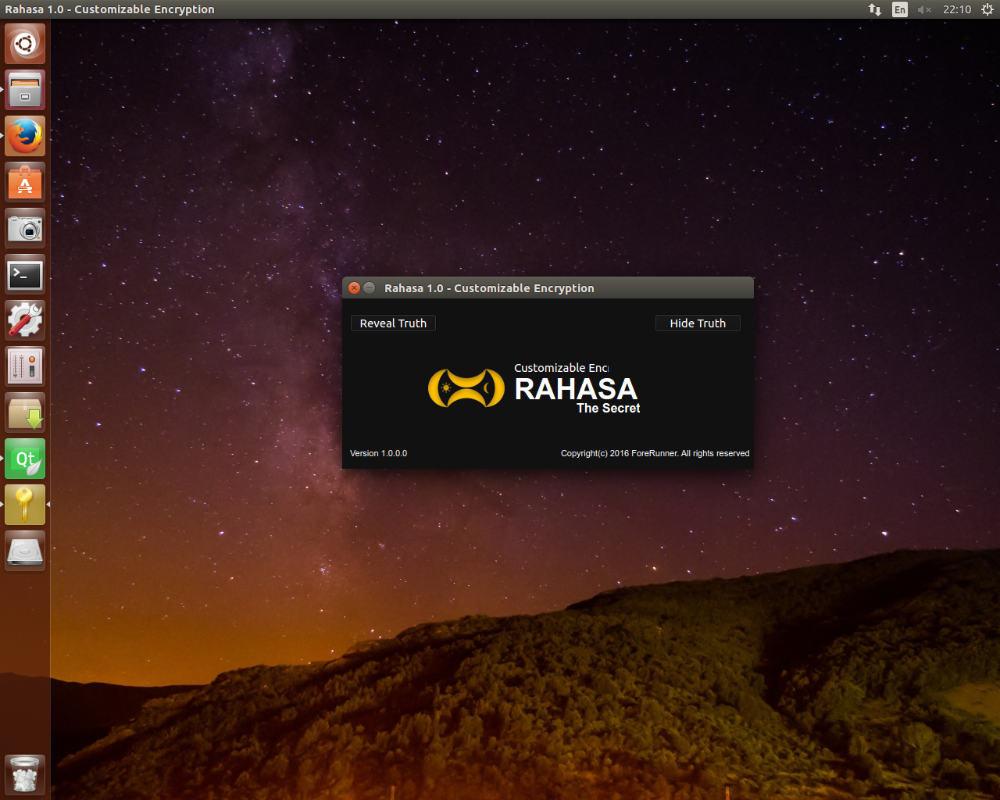 Rahasa 1.0 - Customizable Encryption
En
22:10
Rahasa 1.0 - Customizable Encryption
Reveal Truth
Hide Truth
Customizable Enc
RAHASA
The Secret
Version 1.0.0.0
Copyright(c) 2016 ForeRunner. All rights reserved
Qt